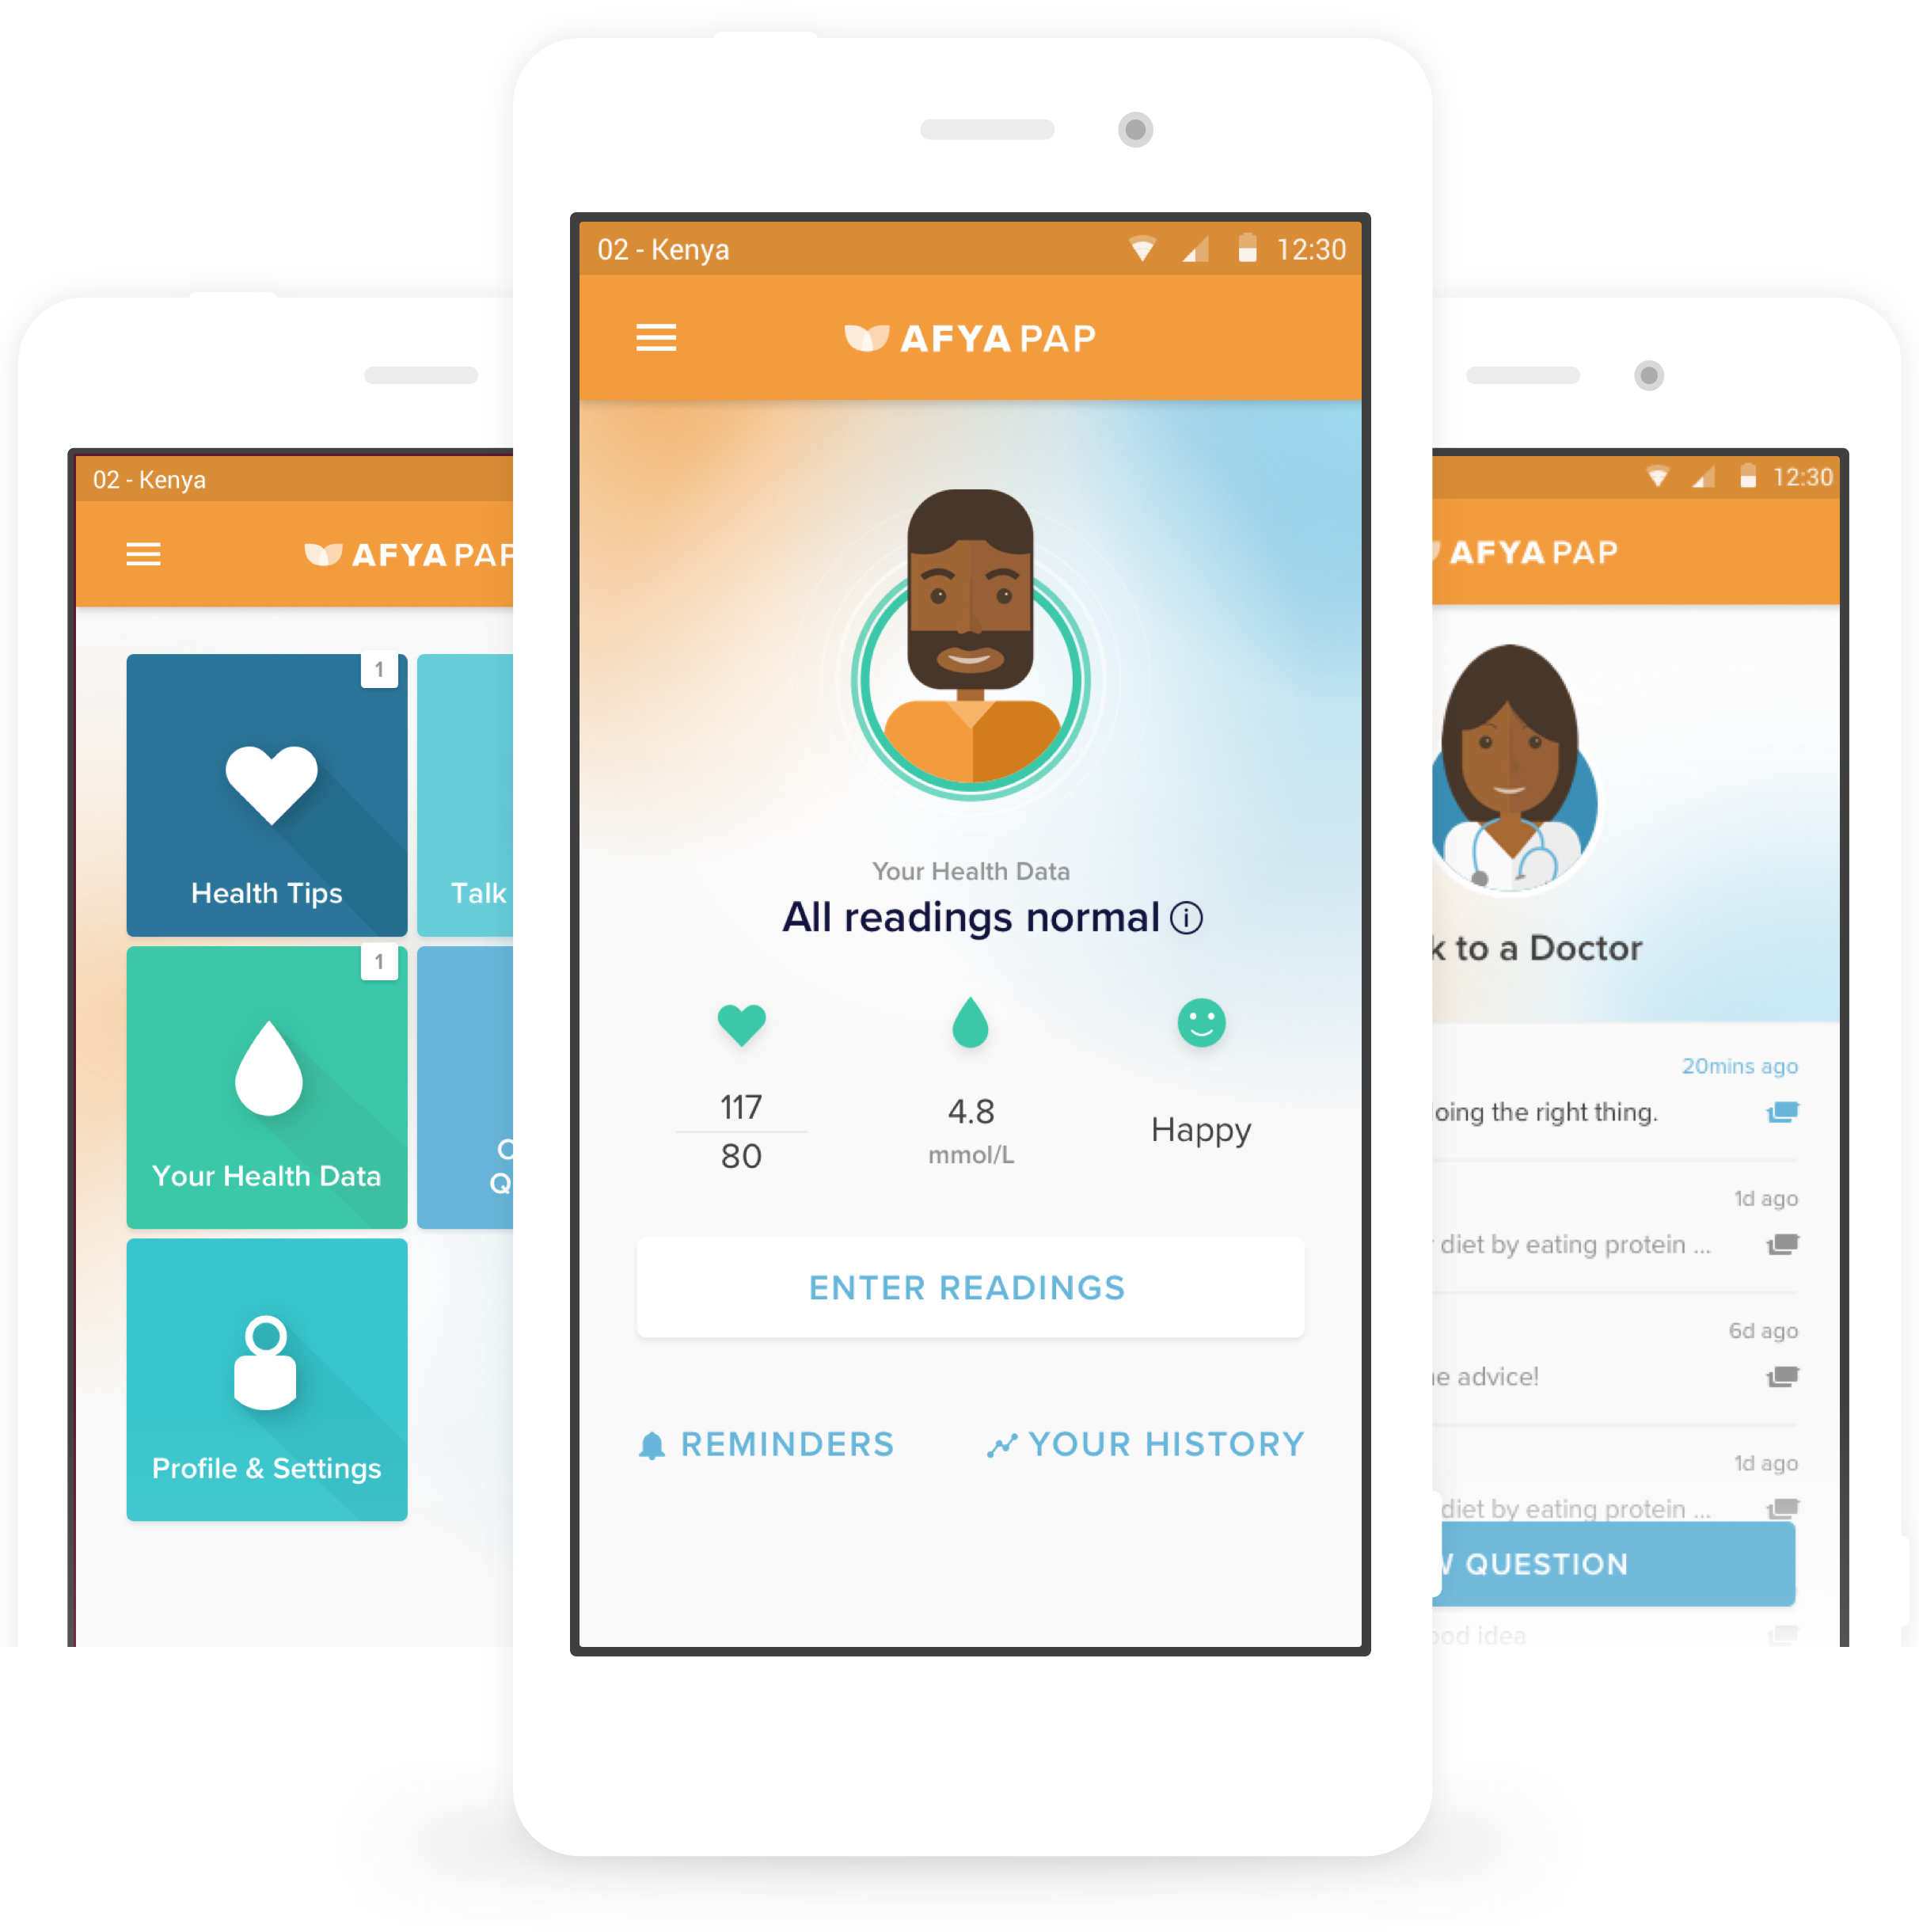 02 - Kenya
AFYA PAP
1
Health Tips
Talk
1
Your Health Data
Profile & Settings
02 - Kenya 12:30
AFYA PAP
Your Health Data
All readings normal
117
80
4.8
mmol/L
Happy
ENTER READINGS
REMINDERS
YOUR HISTORY
12:30
AFYA PAP
to a Doctor
20mins ago
the right thing.
1d ago
diet by eating protein ...
6d ago
advice!
1d ago
diet by eating protein ...
QUESTION
idea